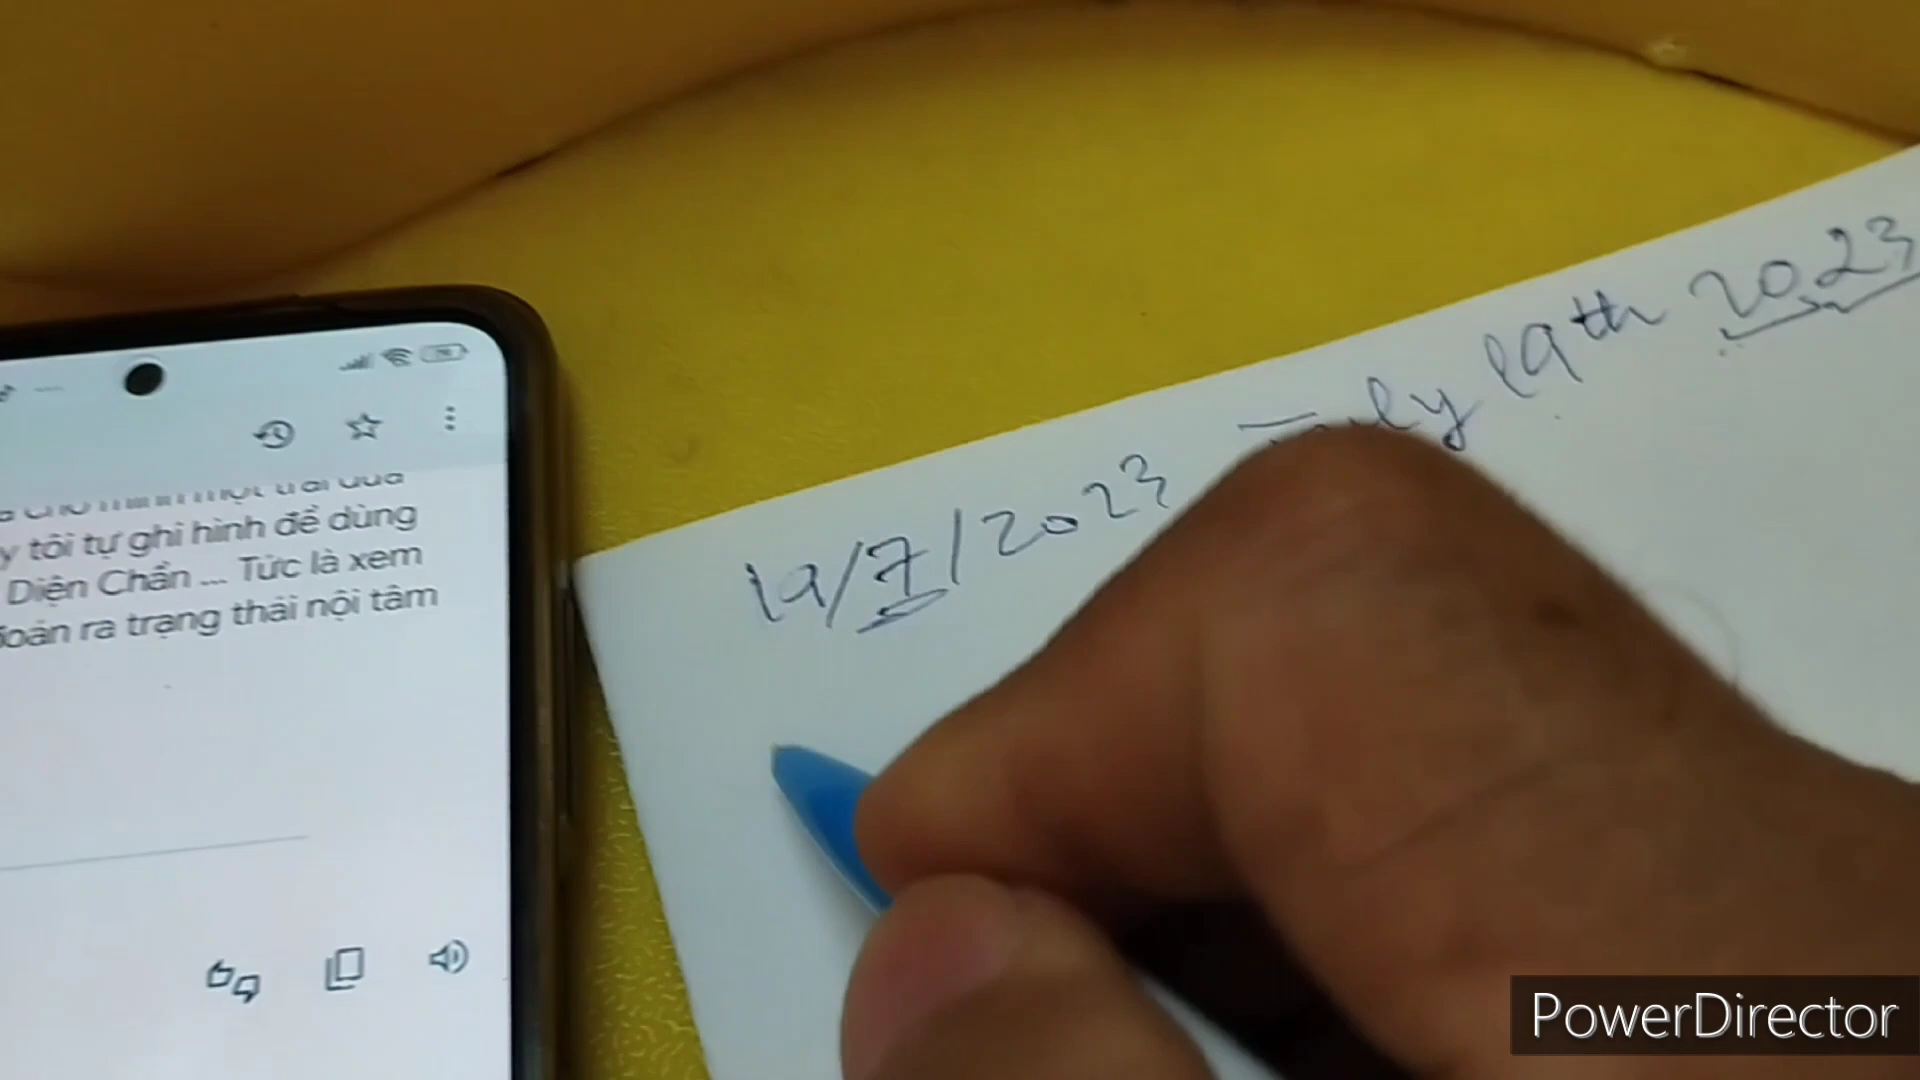 tôi tự ghi hình để dùng
Diện Chẩn ... Tức là xem
ra trạng thái nội tâm
19/7/2023 July 19th 2023
PowerDirector